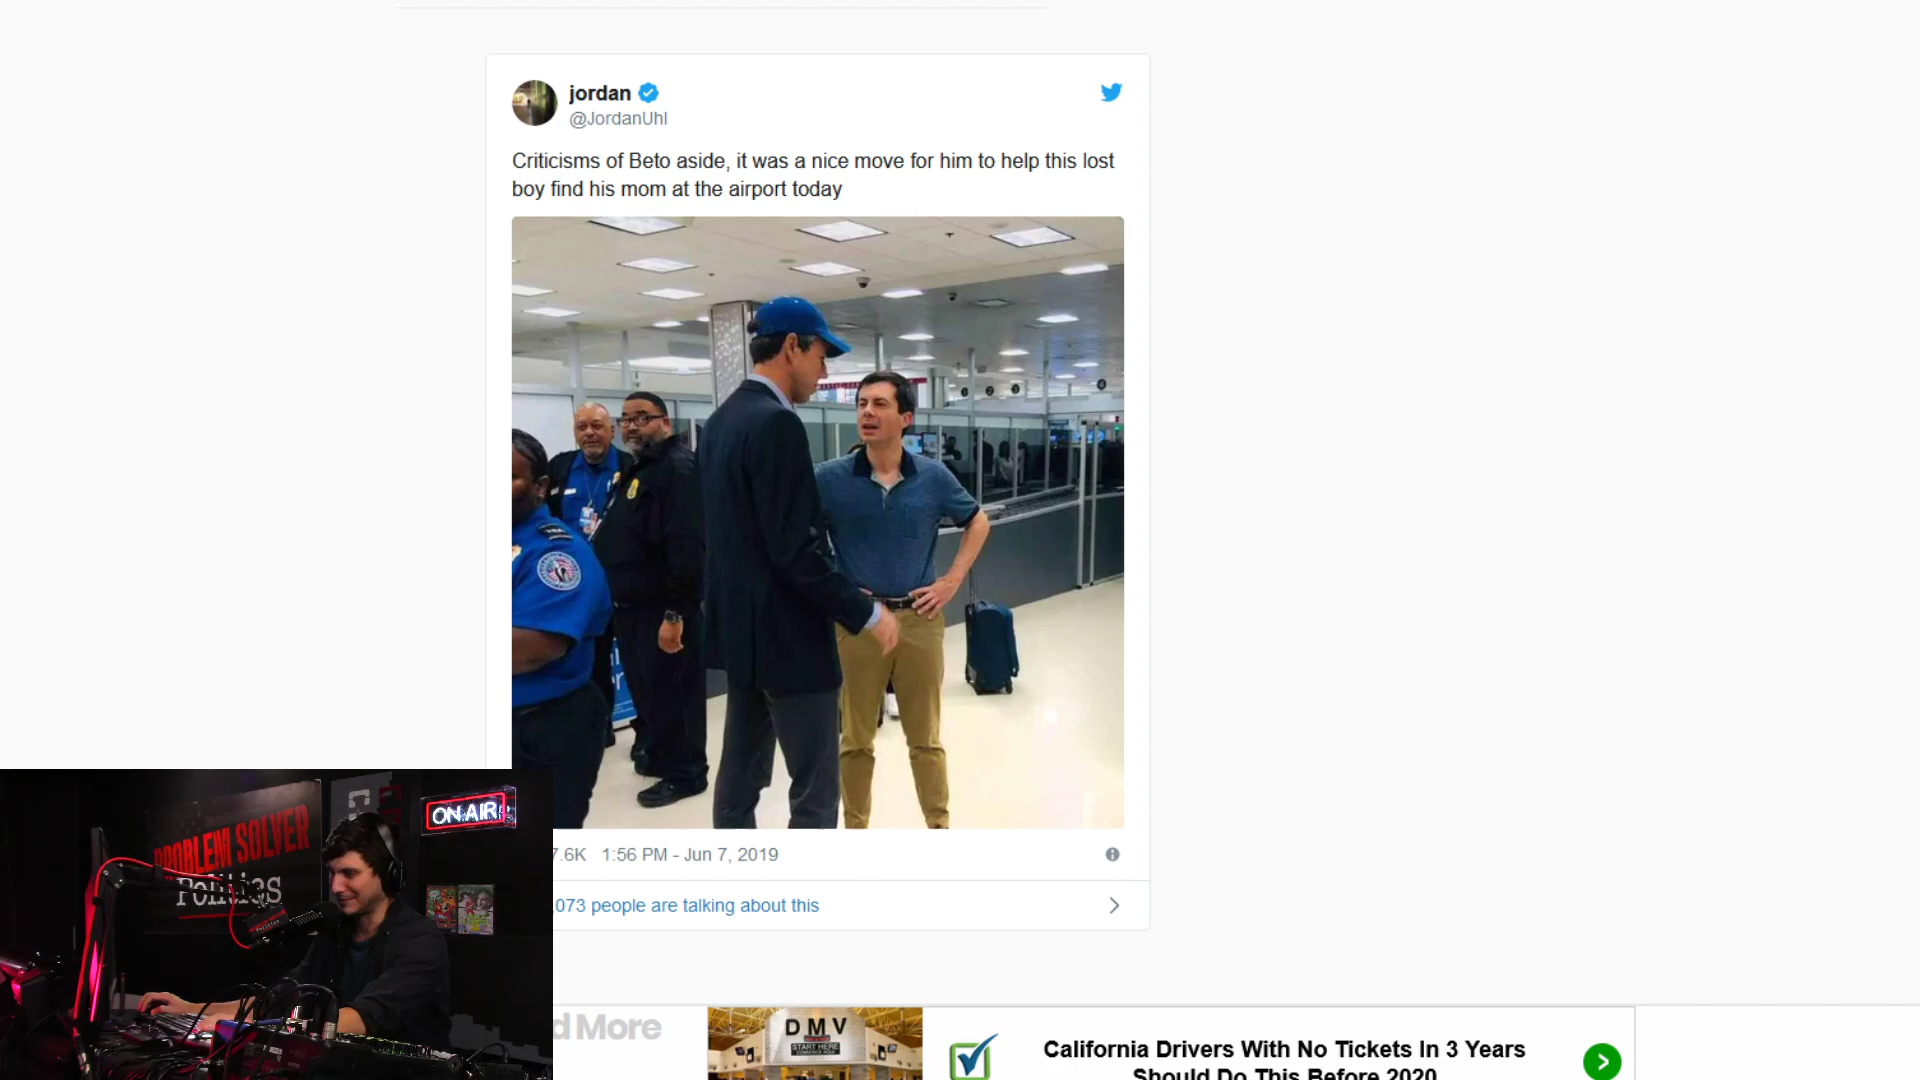 jordan
@JordanUhl
Criticisms of Beto aside, it was a nice move for him to help this lost
boy find his mom at the airport today
7.6K 1:56 PM - Jun 7, 2019
073 people are talking about this
ON AIR
PROBLEM SOLVER
Politics
d More
DMV
START HERE
California Drivers With No Tickets In 3 Years
Should Do This Before 2020